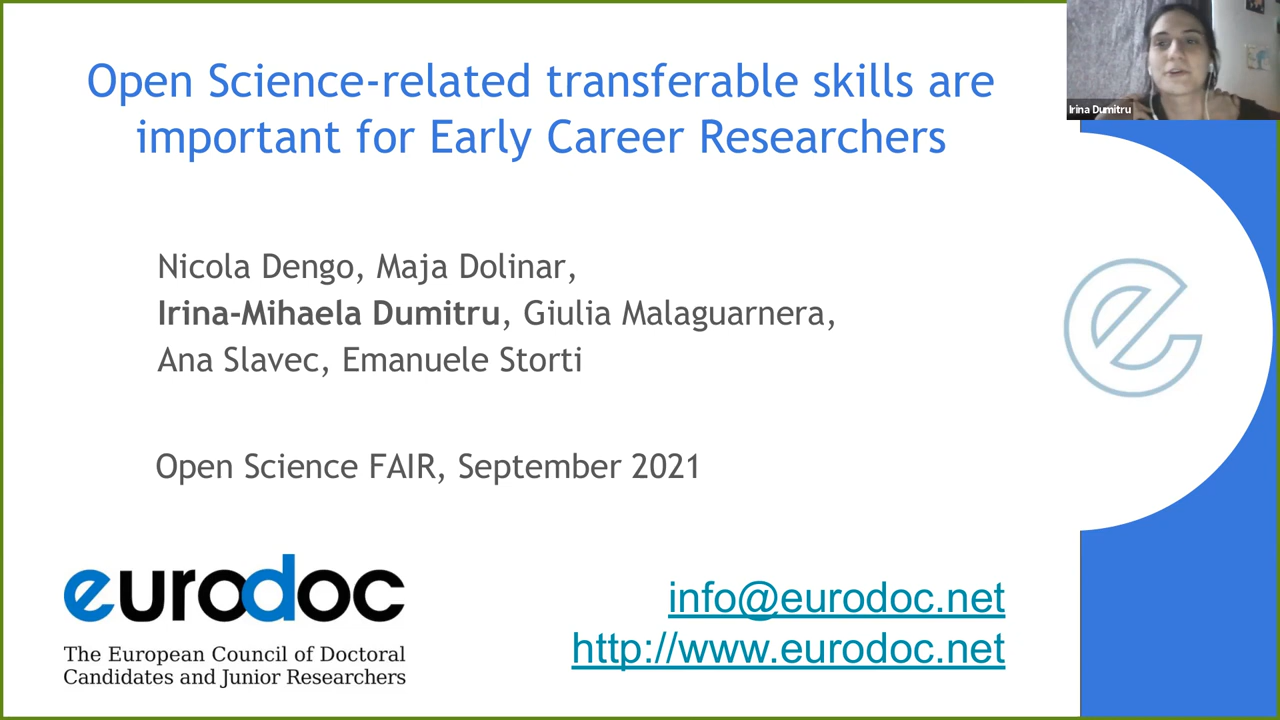 Open Science-related transferable skills are
important for Early Career Researchers
Irina Dumitru
Nicola Dengo, Maja Dolinar,
Irina-Mihaela Dumitru, Giulia Malaguarnera,
Ana Slavec, Emanuele Storti
Open Science FAIR, September 2021
eurodoc
The European Council of Doctoral
Candidates and Junior Researchers
info@eurodoc.net
http://www.eurodoc.net